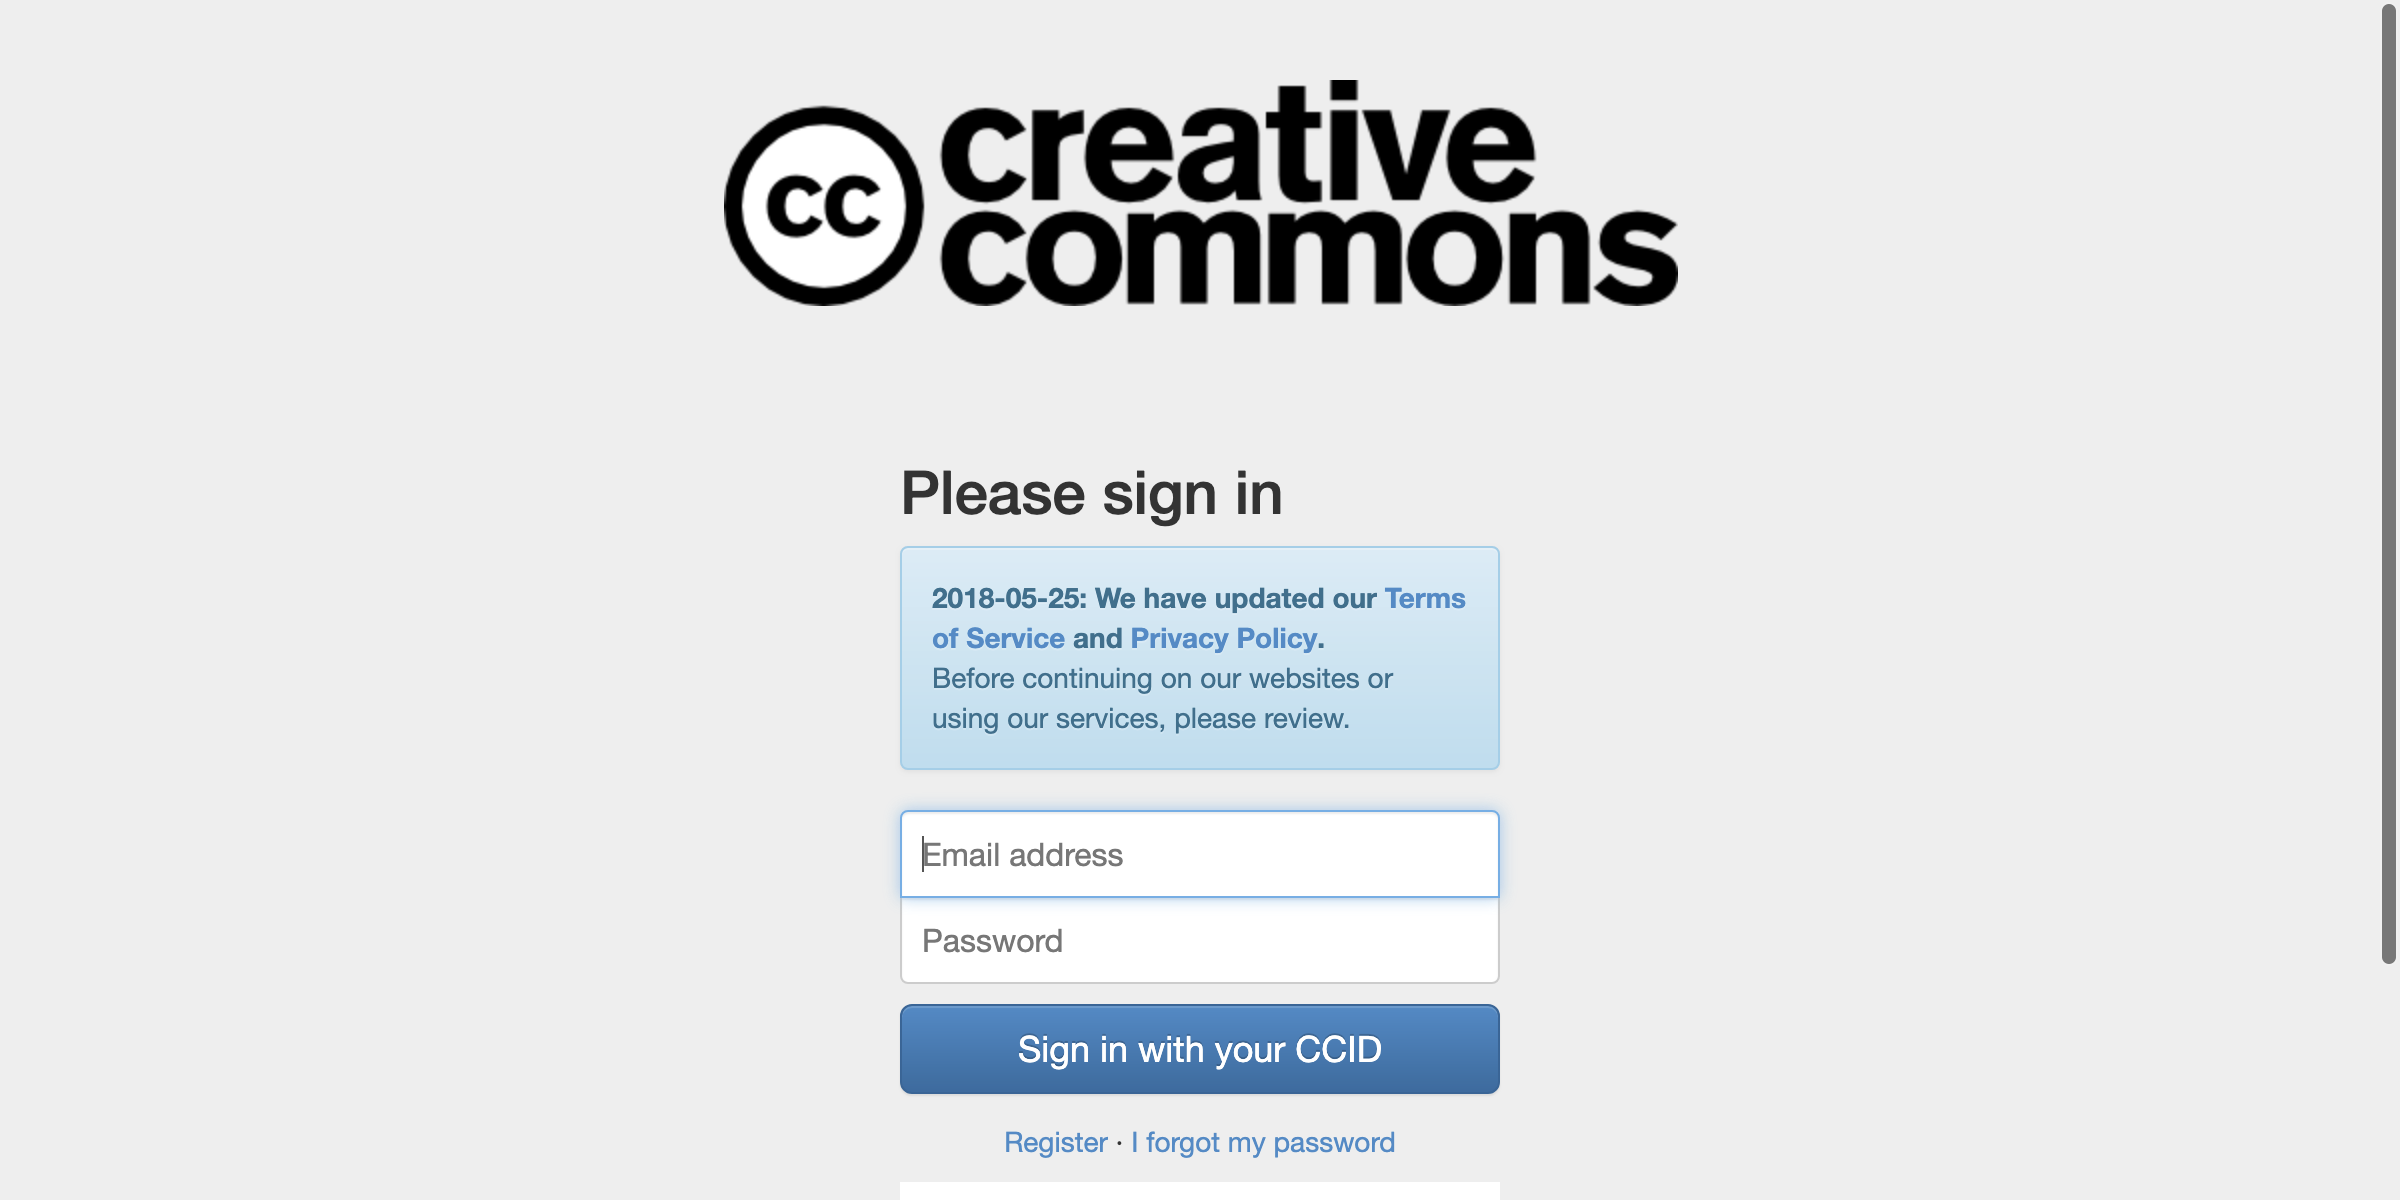 cc
creative
commons
Please sign in
2018-05-25: We have updated our Terms
of Service and Privacy Policy.
Before continuing on our websites or
using our services, please review.
Email address
Password
Sign in with your CCID
Register · I forgot my password